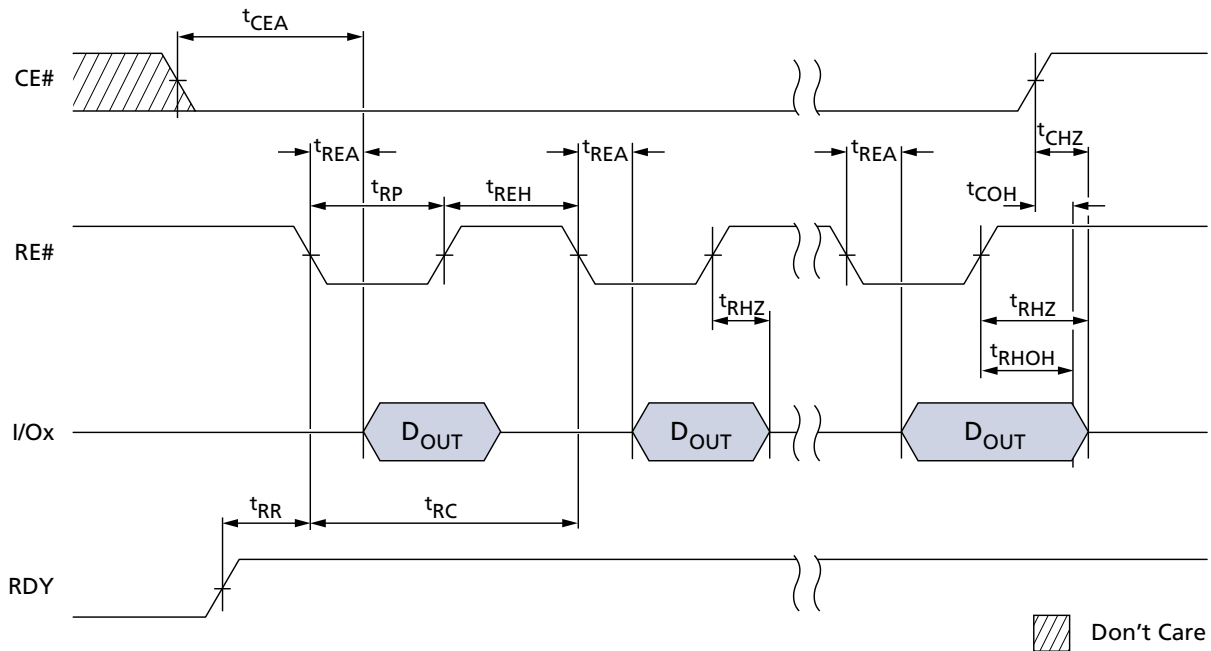 tCEA
CE#
tCHZ
tREA
tREA
tREA
tRP
tREH
tCOH
RE#
tRHZ
tRHZ
tRHOH
I/Ox
DOUT
DOUT
DOUT
tRR
tRC
RDY
Don't Care